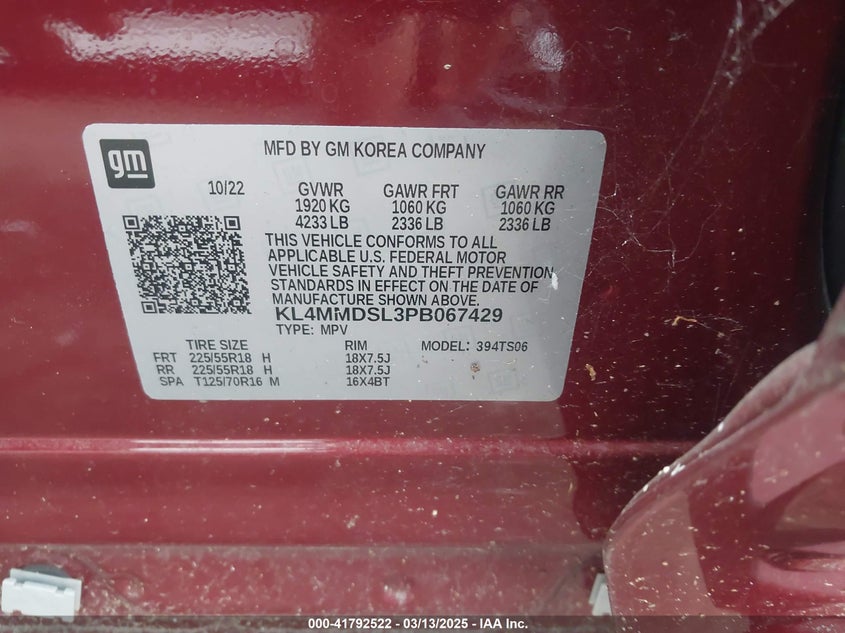 gm
MFD BY GM KOREA COMPANY
10/22 GVWR GAWR FRT GAWR RR
1920 KG 1060 KG 1060 KG
4233 LB 2336 LB 2336 LB
THIS VEHICLE CONFORMS TO ALL
APPLICABLE U.S. FEDERAL MOTOR
VEHICLE SAFETY AND THEFT PREVENTION
STANDARDS IN EFFECT ON THE DATE OF
MANUFACTURE SHOWN ABOVE.
KL4MMDSL3PB067429
TYPE: MPV
TIRE SIZE RIM MODEL: 394TS06
FRT 225/55R18 H 18X7.5J
RR 225/55R18 H 18X7.5J
SPA T125/70R16 M 16X4BT
000-41792522 - 03/13/2025 - IAA Inc.